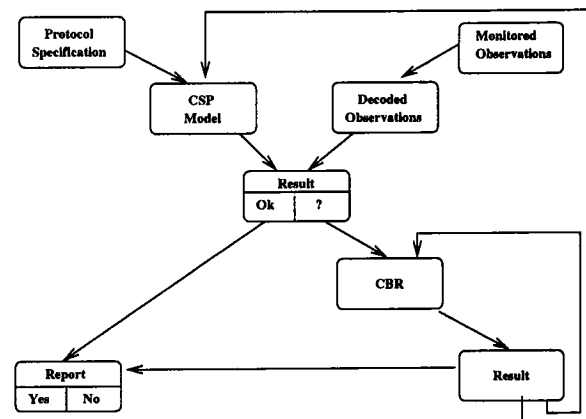 Protocol
Specification
Monitored
Observations
CSP
Model
Decoded
Observations
Result
Ok ?
CBR
Report
Yes No
Result